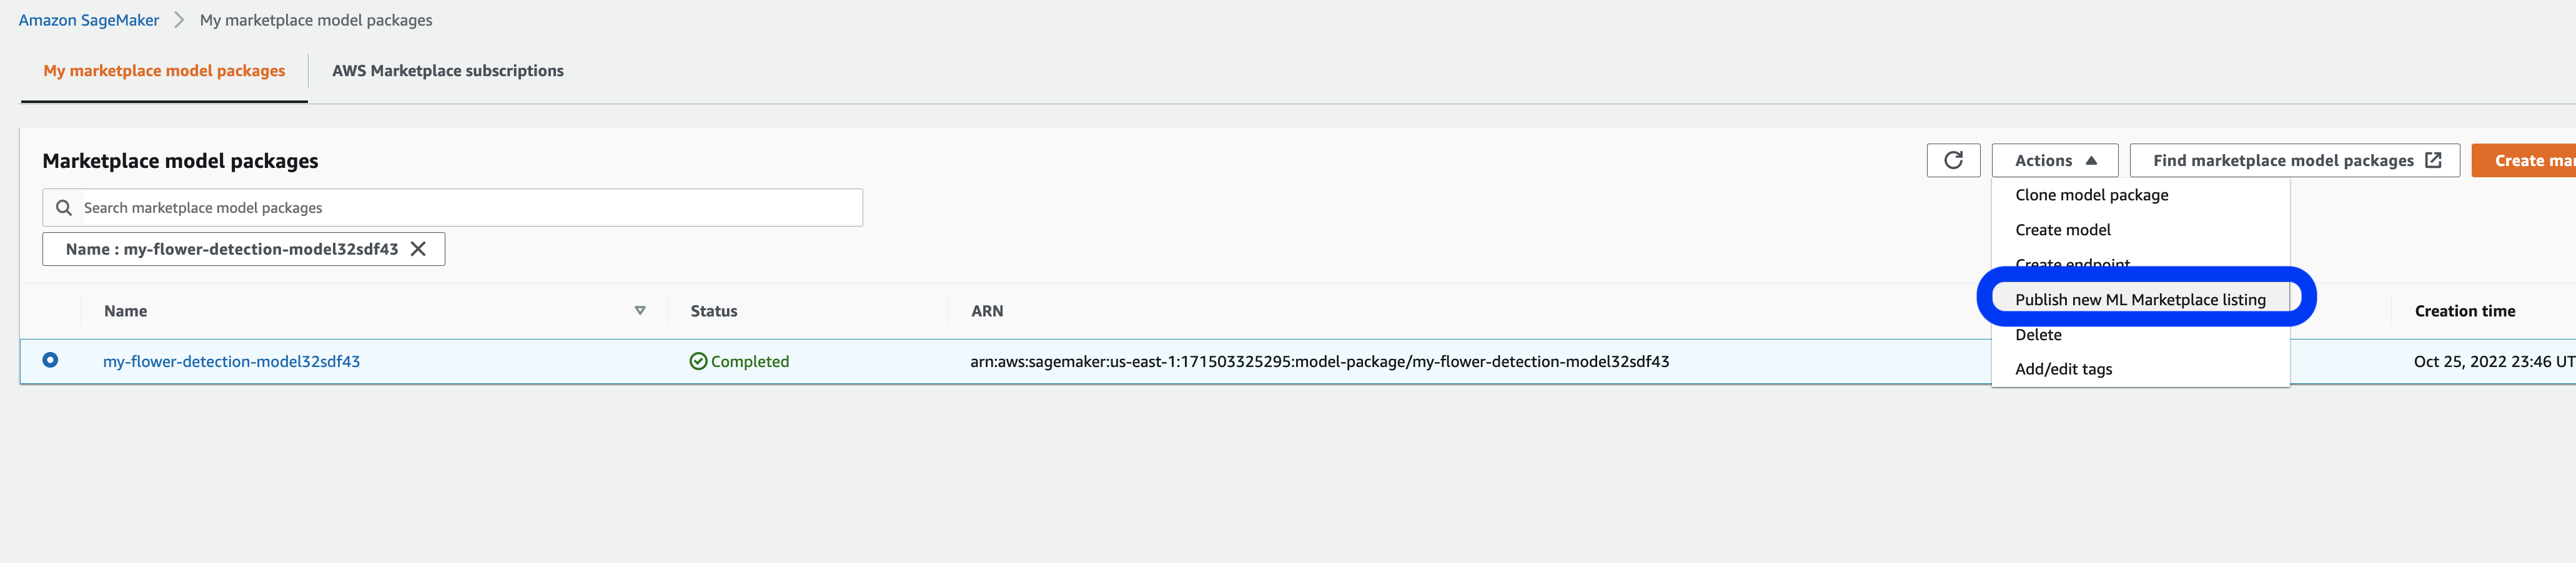 Amazon SageMaker > My marketplace model packages
My marketplace model packages
AWS Marketplace subscriptions
Marketplace model packages
Actions
Find marketplace model packages
Create mar
Search marketplace model packages
Name : my-flower-detection-model32sdf43
Clone model package
Create model
Create endpoint
Publish new ML Marketplace listing
Delete
Add/edit tags
Name
Status
ARN
Creation time
my-flower-detection-model32sdf43
Completed
arn:aws:sagemaker:us-east-1:171503325295:model-package/my-flower-detection-model32sdf43
Oct 25, 2022 23:46 UT